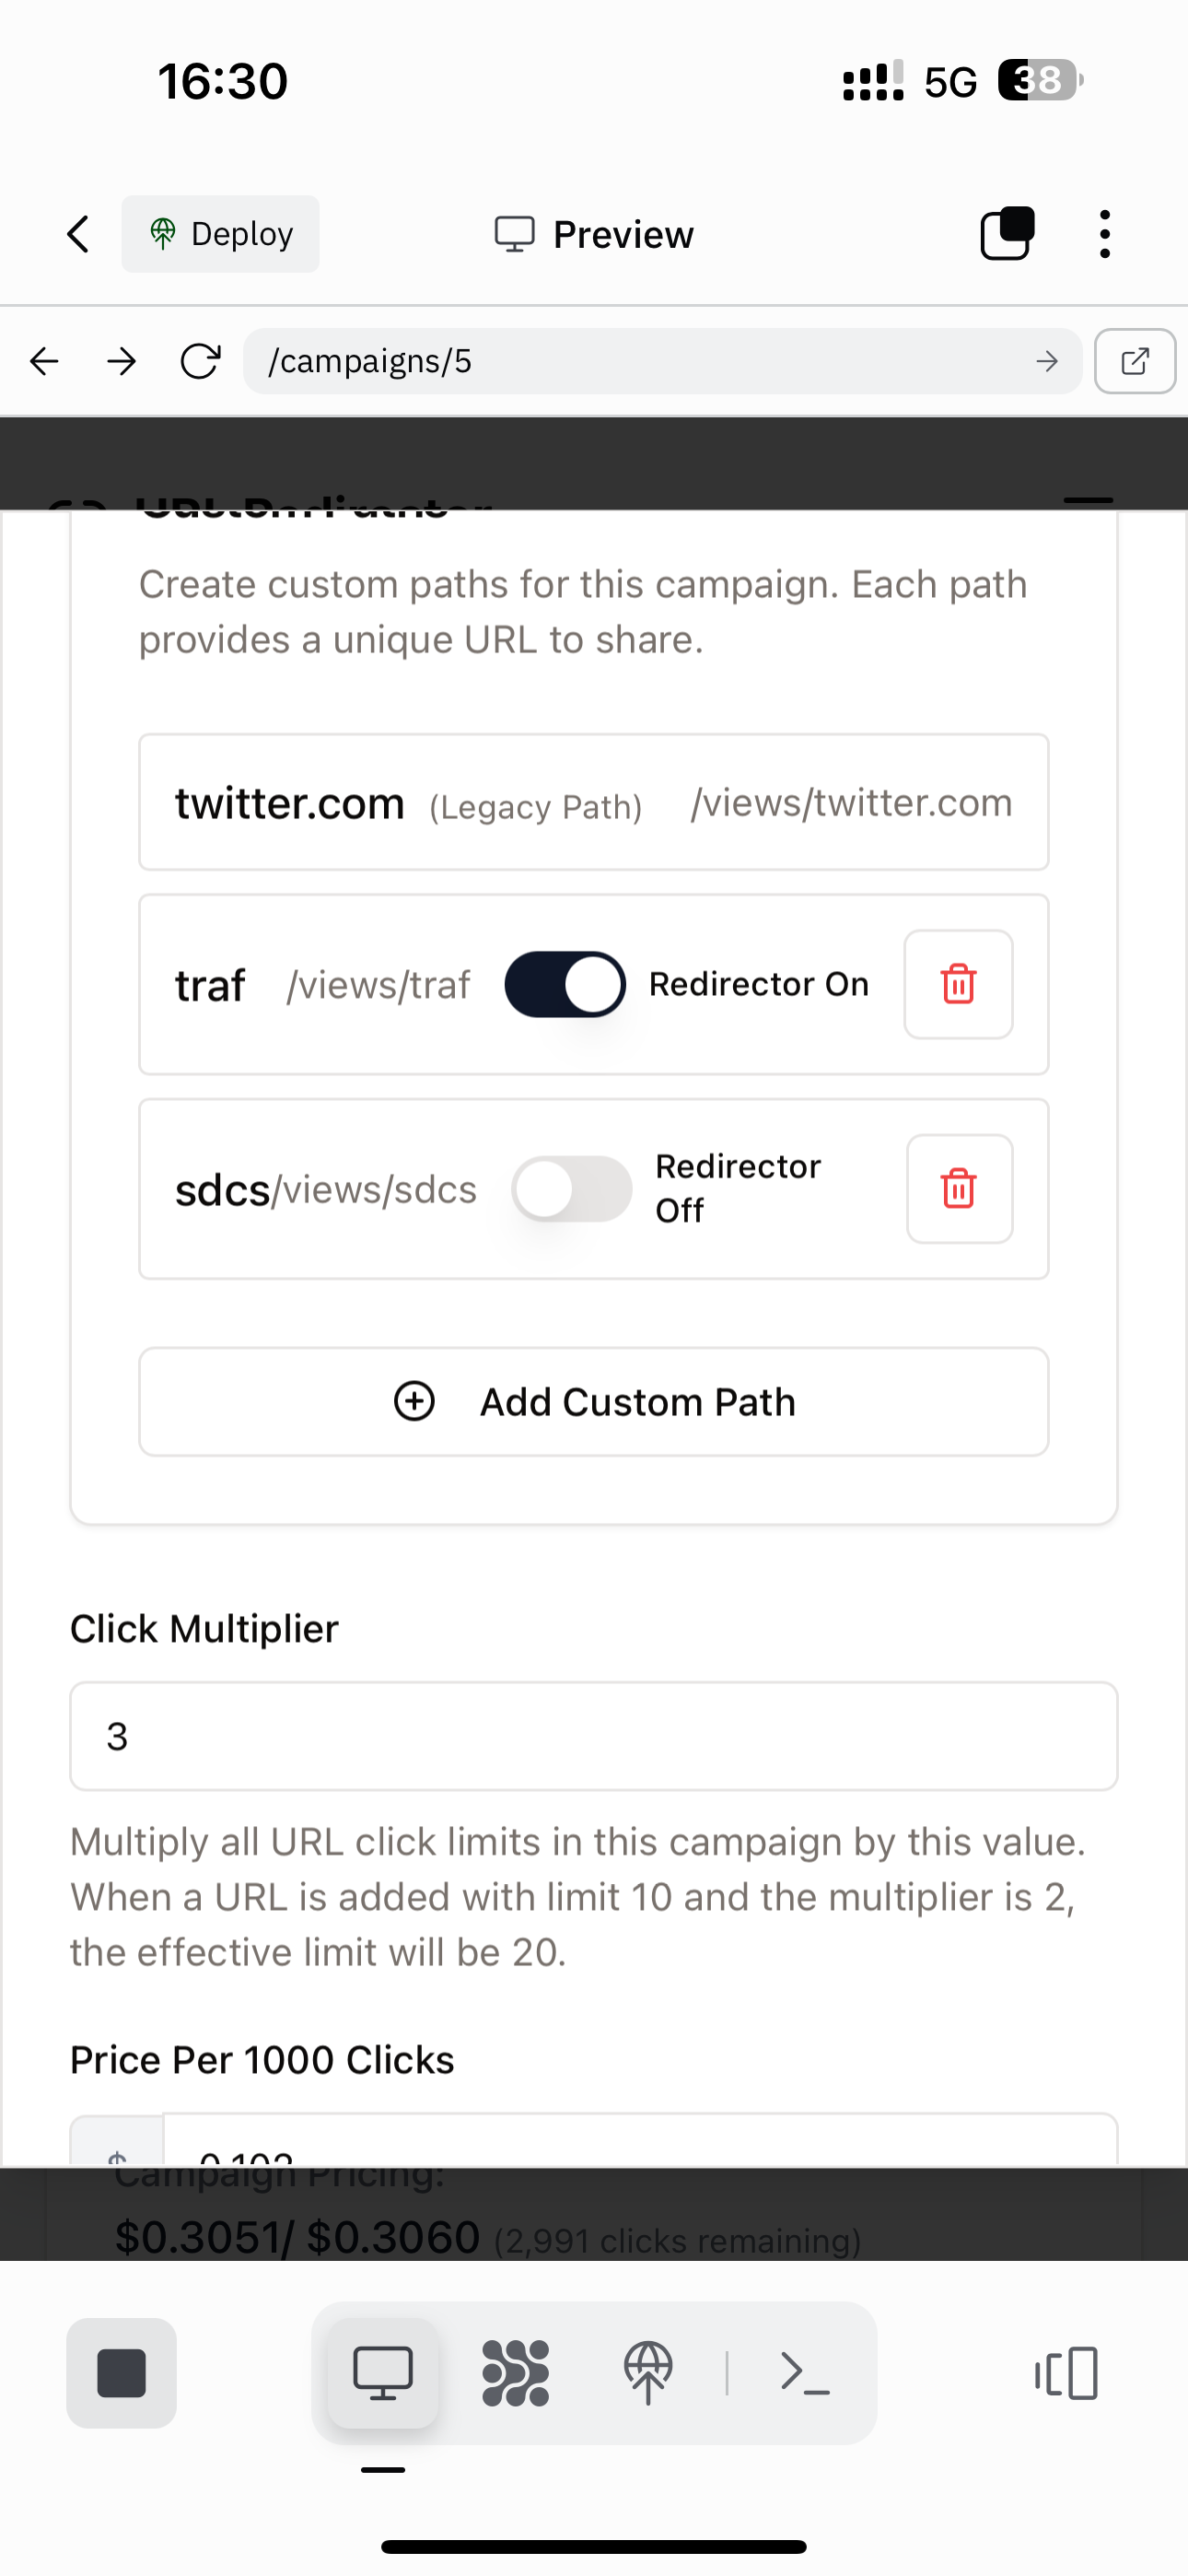 16:30
5G
38
Deploy
Preview
/campaigns/5
Create custom paths for this campaign. Each path
provides a unique URL to share.
twitter.com (Legacy Path) /views/twitter.com
traf /views/traf Redirector On
sdcs/views/sdcs Redirector
Off
Add Custom Path
Click Multiplier
3
Multiply all URL click limits in this campaign by this value.
When a URL is added with limit 10 and the multiplier is 2,
the effective limit will be 20.
Price Per 1000 Clicks
$
Campaign Pricing:
$0.3051/ $0.3060 (2,991 clicks remaining)